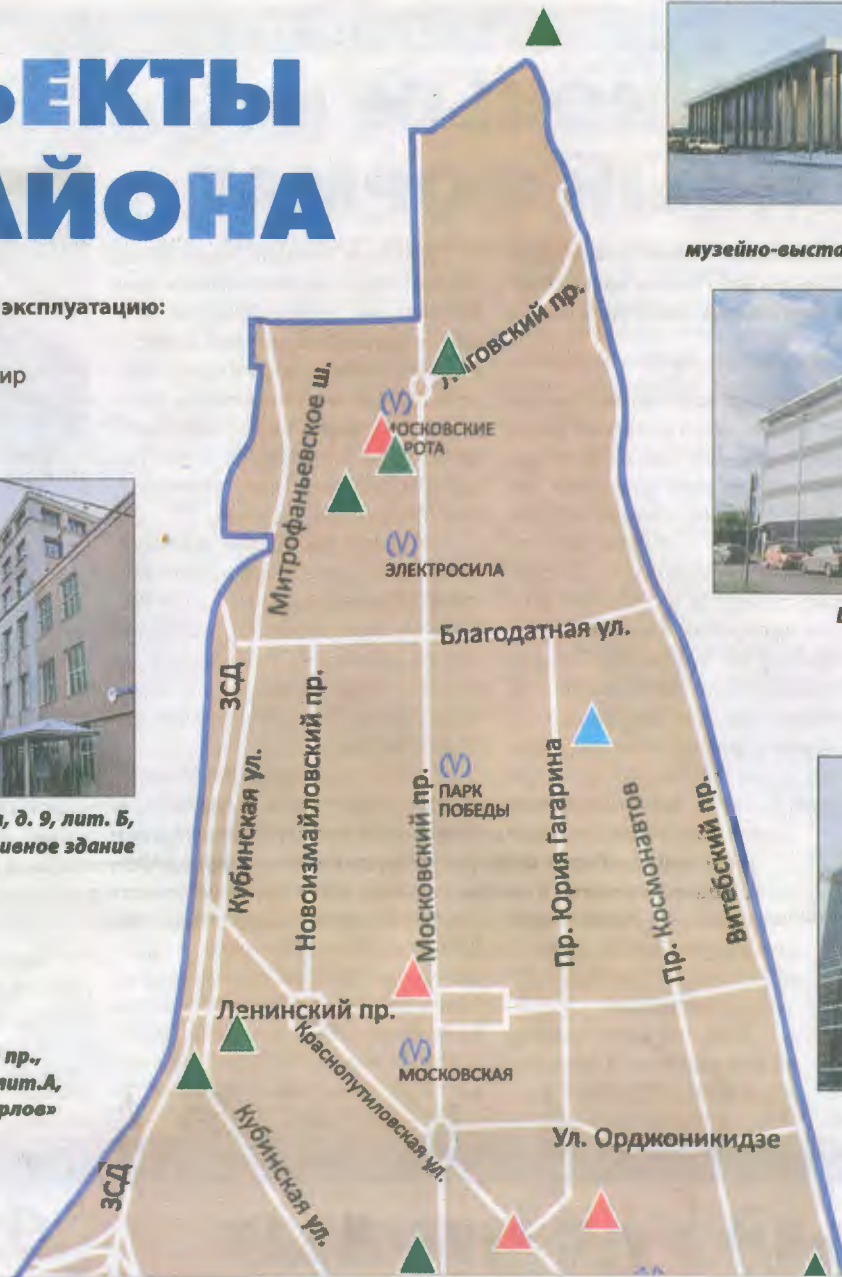 ЬЕКТЫ
АЙОНА
эксплуатацию:
ир
музейно-выста
Лиговский пр.
Митрофаньевское ш.
МОСКОВСКИЕ
ВОРОТА
ЭЛЕКТРОСИЛА
Благодатная ул.
ЗСД
Новоизмайловский пр.
Кубинская ул.
Московский пр.
ПАРК
ПОБЕДЫ
Пр. Юрия Гагарина
Пр. Космонавтов
Витебский пр.
, д. 9, лит. Б,
ивное здание
Ленинский пр.
Краснопутиловская ул.
МОСКОВСКАЯ
пр.,
лит.А,
рлов»
Кубинская ул.
Ул. Орджоникидзе
ЗСД